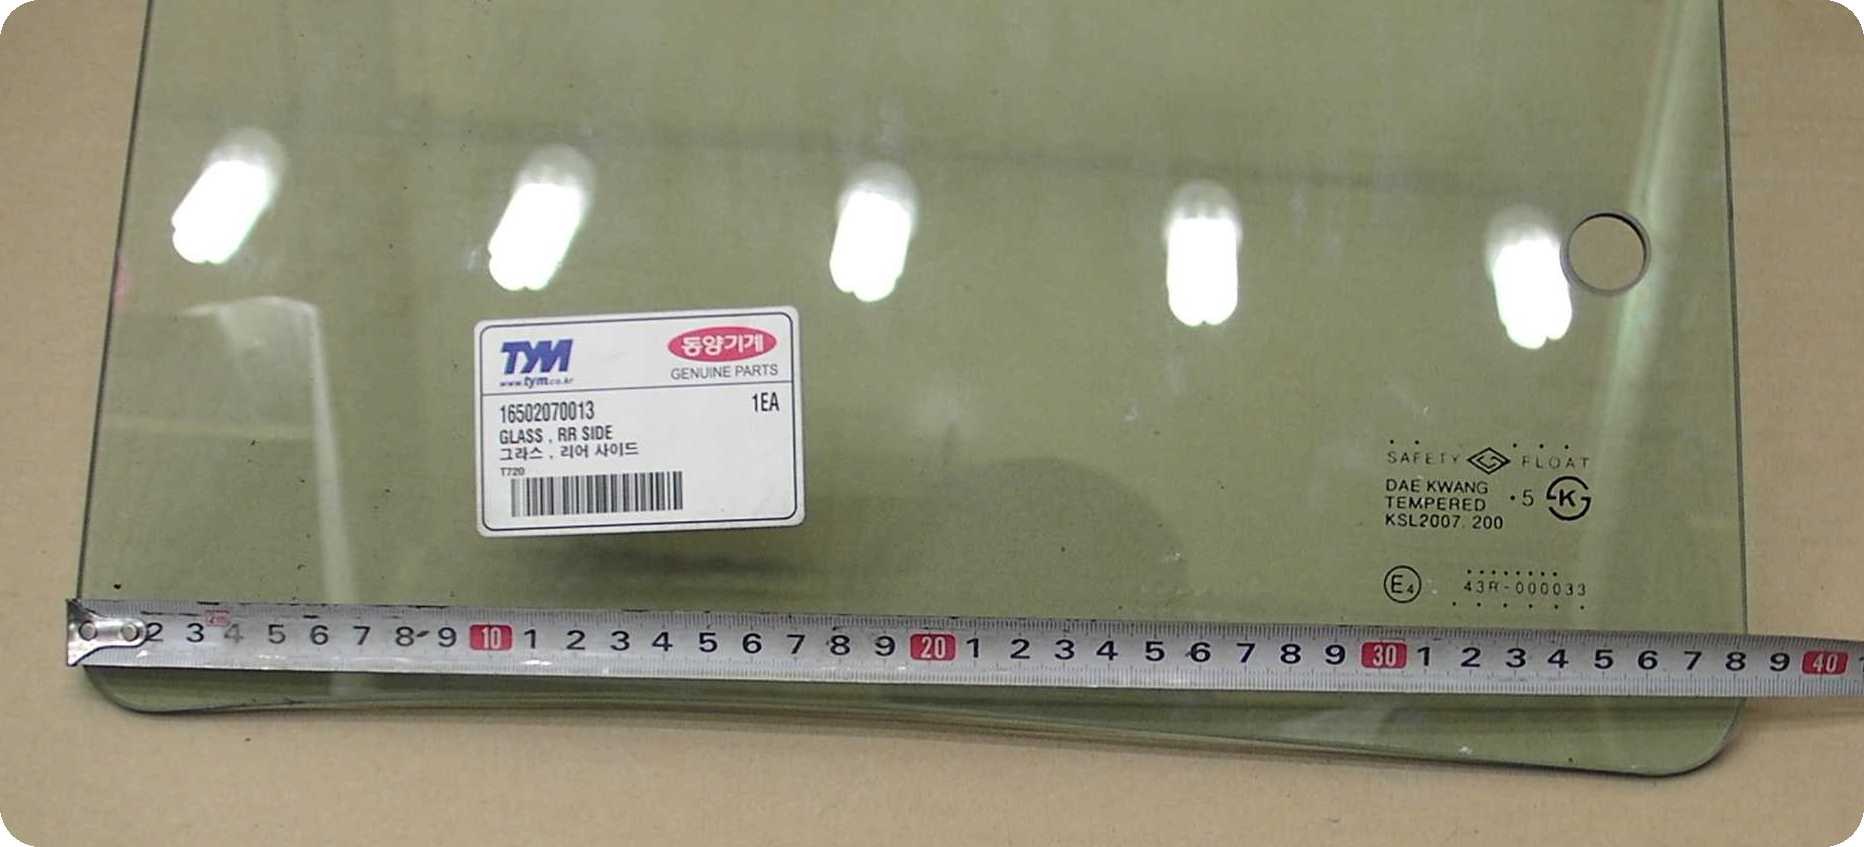 TYM 동양기계
www.tym.co.kr GENUINE PARTS
16502070013 1EA
GLASS . RR SIDE
그라스 . 리어 사이드
T720
SAFETY FLOAT
DAE KWANG
TEMPERED ·5 K
KSL2007. 200
E4 43R-000033
2 3 4 5 6 7 8 9 10 1 2 3 4 5 6 7 8 9 20 1 2 3 4 5 6 7 8 9 30 1 2 3 4 5 6 7 8 9 40